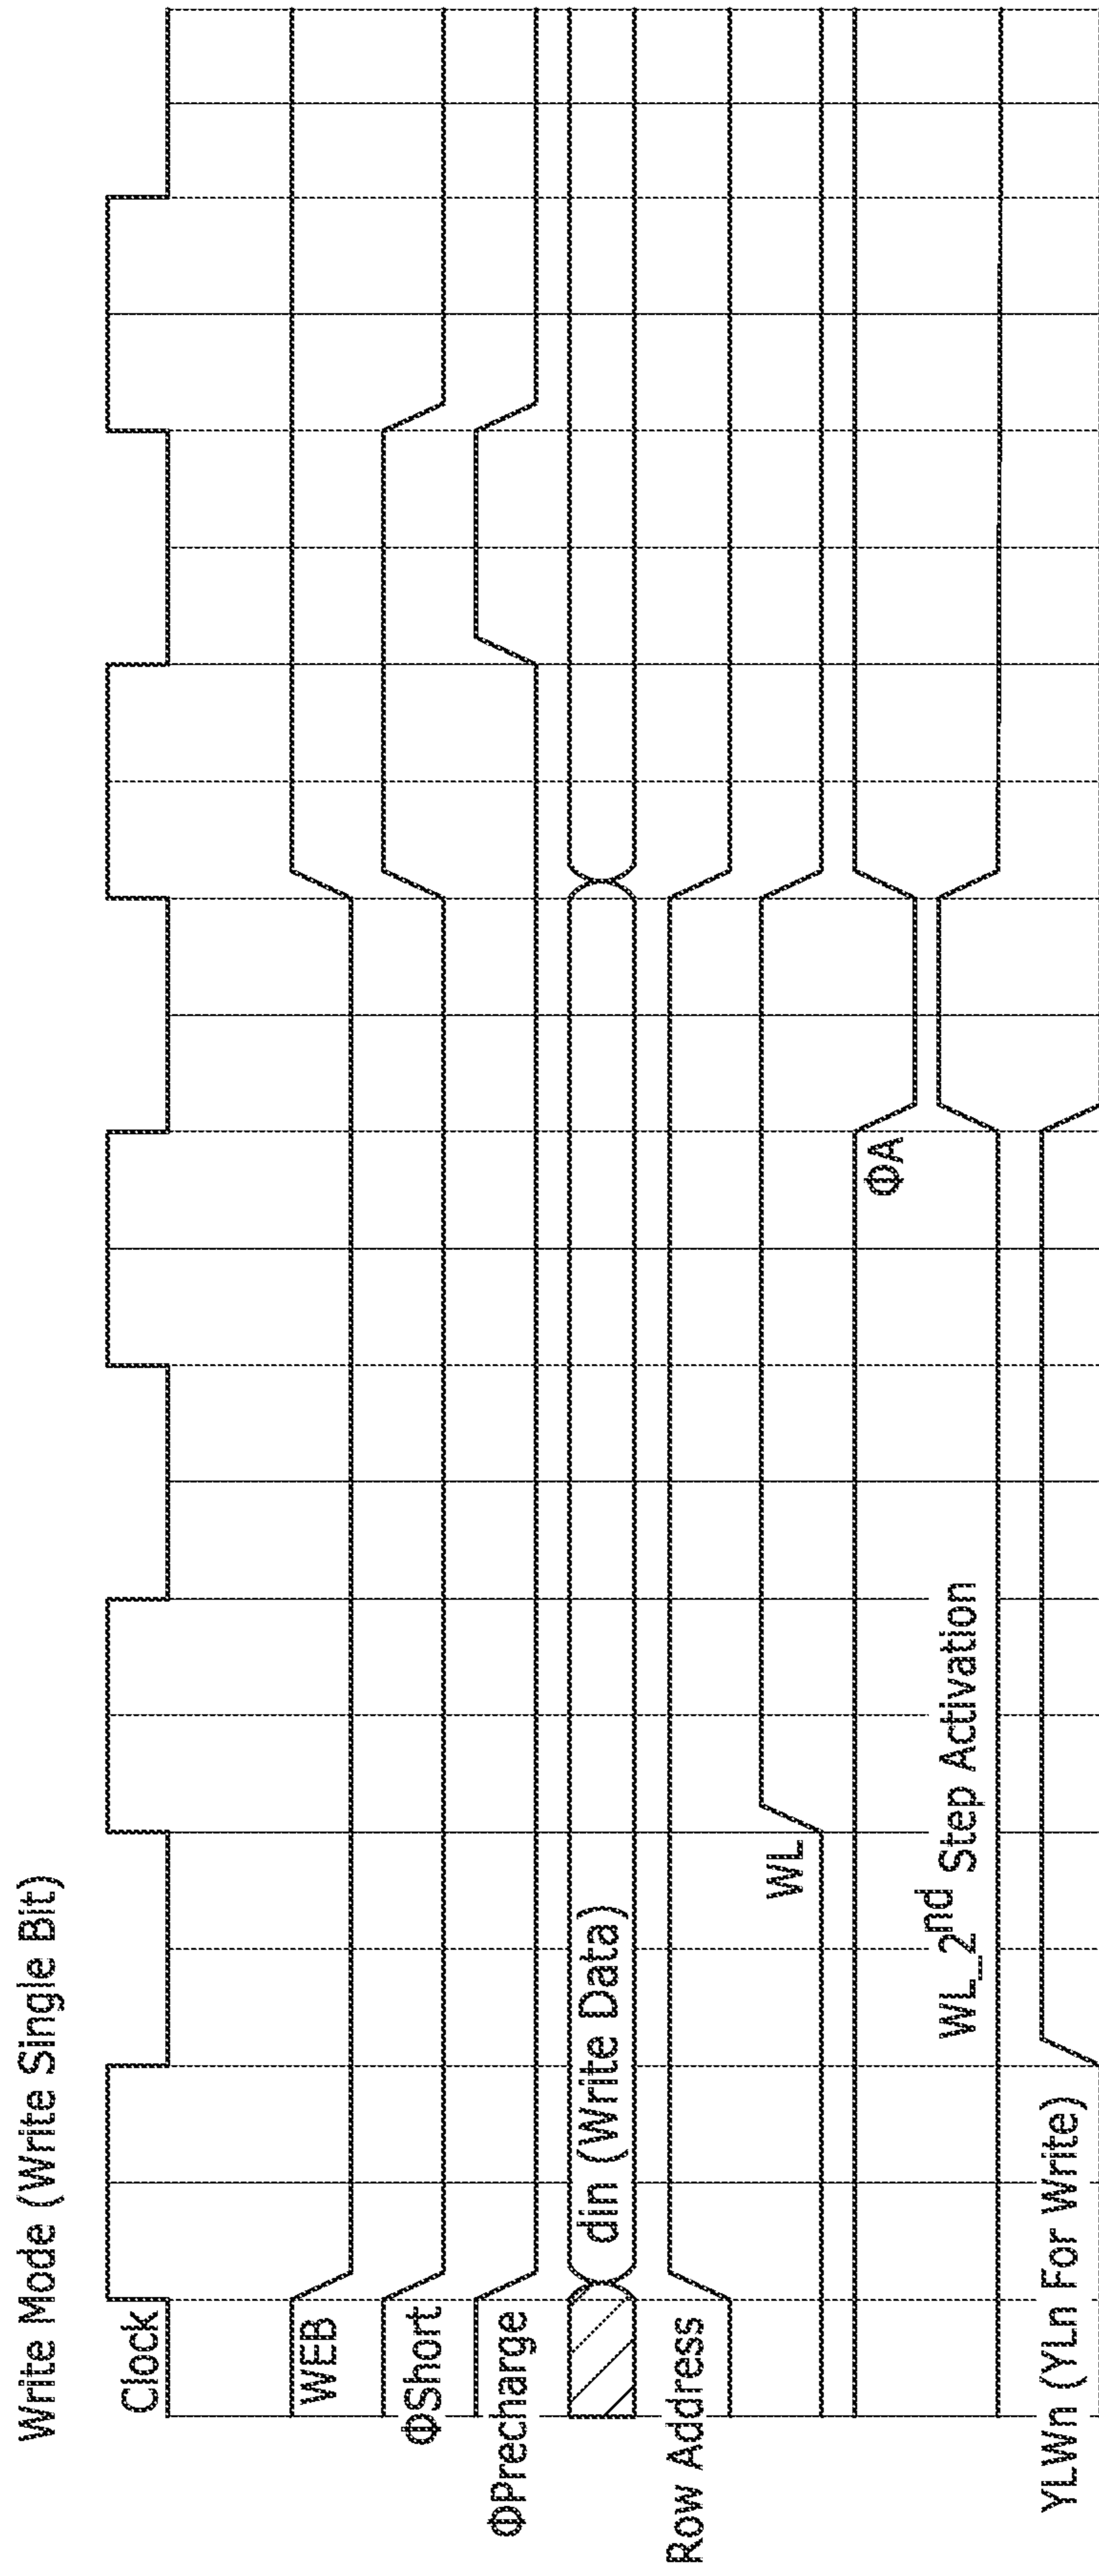 Write Mode (Write Single Bit)
Clock
WEB
ΦShort
ΦPrecharge
din (Write Data)
Row Address
WL
ΦA
WL_2nd Step Activation
YLWn (YLn For Write)